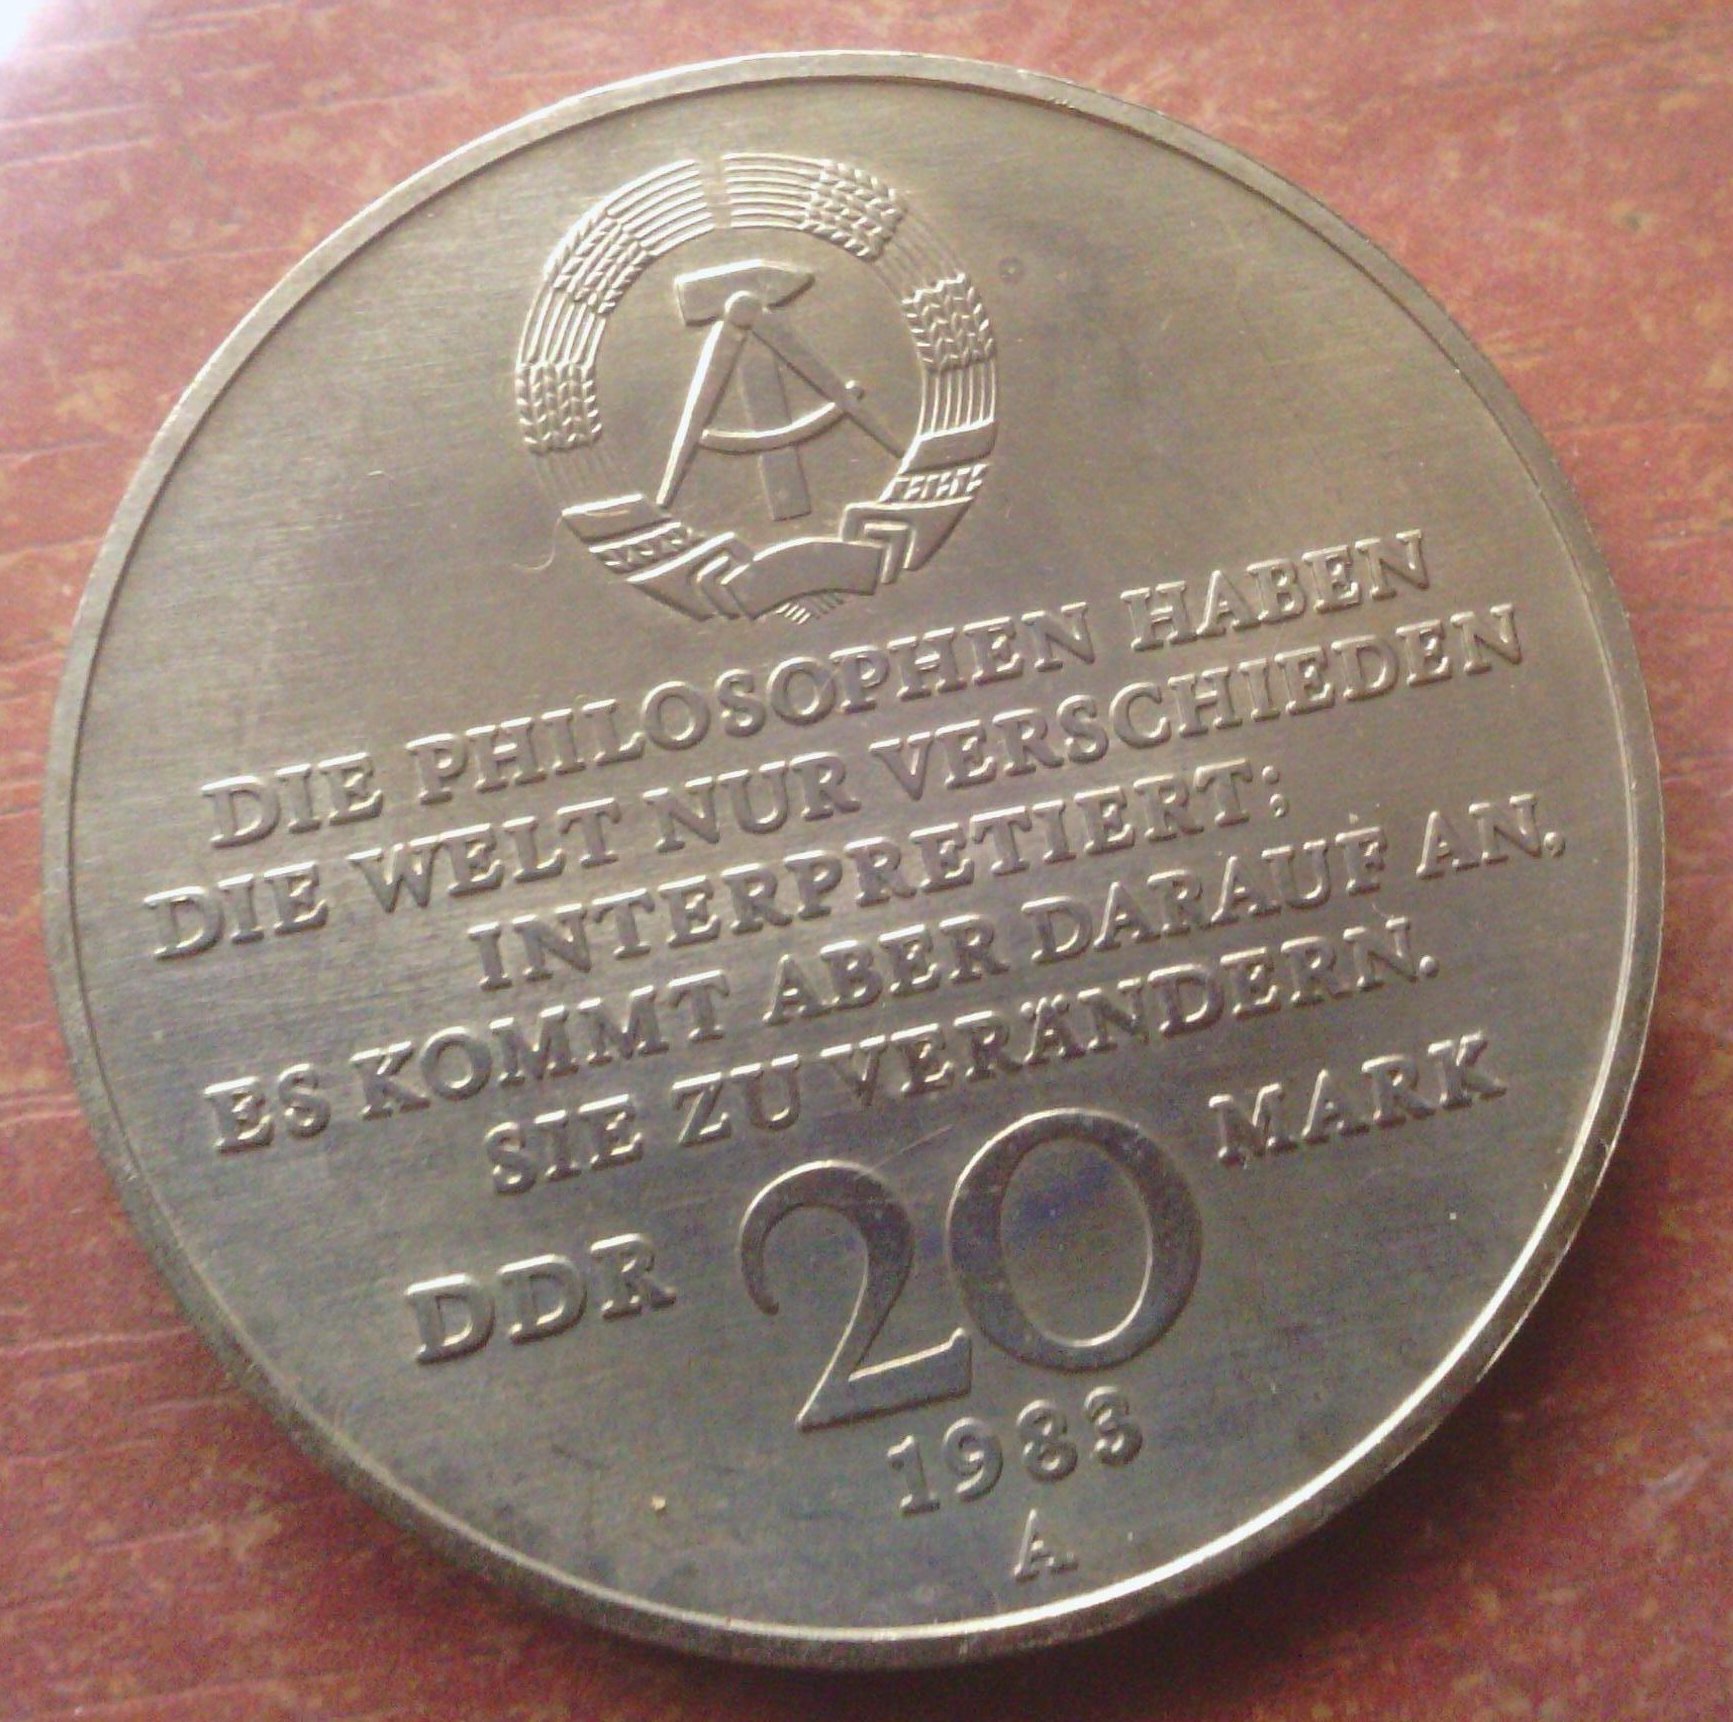 DIE PHILOSOPHEN HABEN
DIE WELT NUR VERSCHIEDEN
INTERPRETIERT:
ES KOMMT ABER DARAUF AN,
SIE ZU VERÄNDERN.
DDR 20 MARK
1983
A